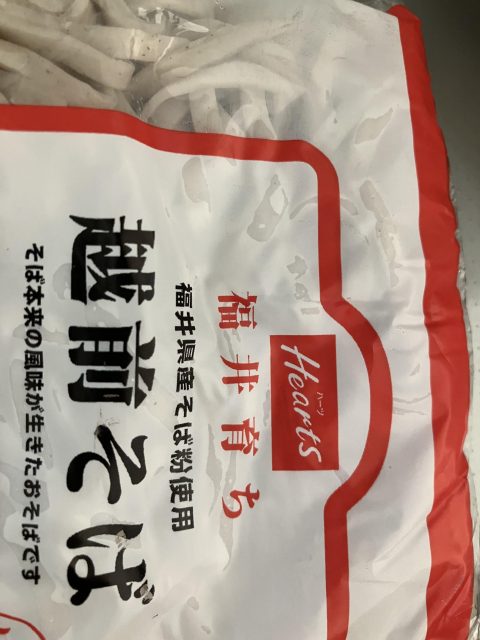 ハーツ
Hearts
福井育ち
福井県産そば粉使用
越前そば
そば本来の風味が生きたおそばです